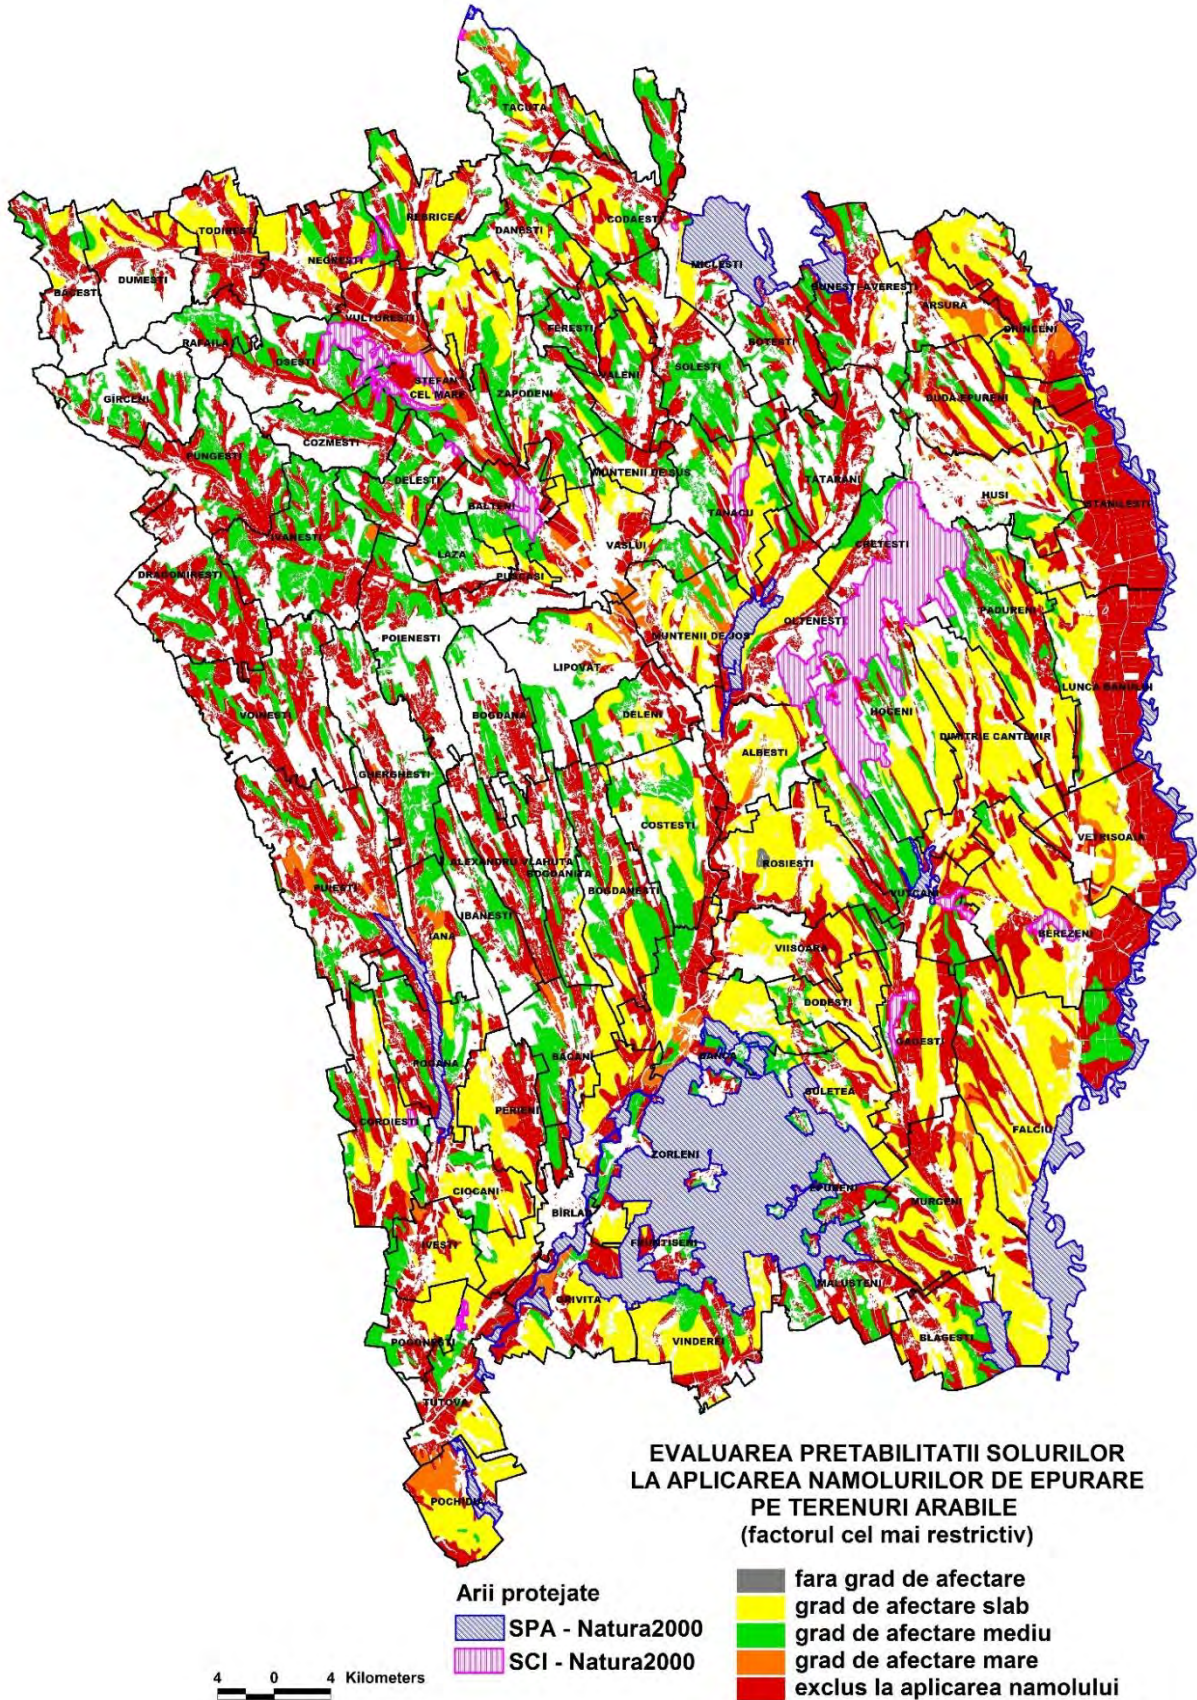 TACUTA
REBRICEA
CODAESTI
TODIRESTI
DANESTI
NEGRESTI
MICLESTI
DUMESTI
BACESTI
BUNESTI-AVERESTI
ARSURA
VULTURESTI
DRINCENI
FERESTI
BOTESTI
RAFAILA
OSESTI
VALENI
SOLESTI
STEFAN
CEL MARE
ZAPODENI
GÎRCENI
DUDA-EPURENI
COZMESTI
PUNGESTI
MUNTENII DE SUS
DELESTI
TATARANI
HUSI
BALTENI
TANACU
STANILESTI
IVANESTI
VASLUI
CRETESTI
LAZA
PUSCASI
DRAGOMIRESTI
PADURENI
OLTENESTI
POIENESTI
MUNTENII DE JOS
LIPOVAT
LUNCA BANULUI
VOINESTI
BOGDANA
DELENI
HOCENI
DIMITRIE CANTEMIR
ALBESTI
GHERGHESTI
COSTESTI
VETRISOAIA
ALEXANDRU VLAHUTA
ROSIESTI
BOGDANITA
PUIESTI
BOGDANESTI
VUTCANI
IBANESTI
IANA
BEREZENI
VIISOARA
DODESTI
GAGESTI
BACANI
BANCA
POGANA
SULETEA
PERIENI
COROIESTI
FALCIU
ZORLENI
CIOCANI
EPURENI
MURGENI
BÎRLAD
IVESTI
FRUNTISENI
MALUSTENI
GRIVITA
POGONESTI
VINDEREI
BLAGESTI
TUTOVA
POCHIDIA
EVALUAREA PRETABILITATII SOLURILOR
LA APLICAREA NAMOLURILOR DE EPURARE
PE TERENURI ARABILE
(factorul cel mai restrictiv)
Arii protejate
SPA - Natura2000
SCI - Natura2000
fara grad de afectare
grad de afectare slab
grad de afectare mediu
grad de afectare mare
exclus la aplicarea namolului
4 0 4 Kilometers